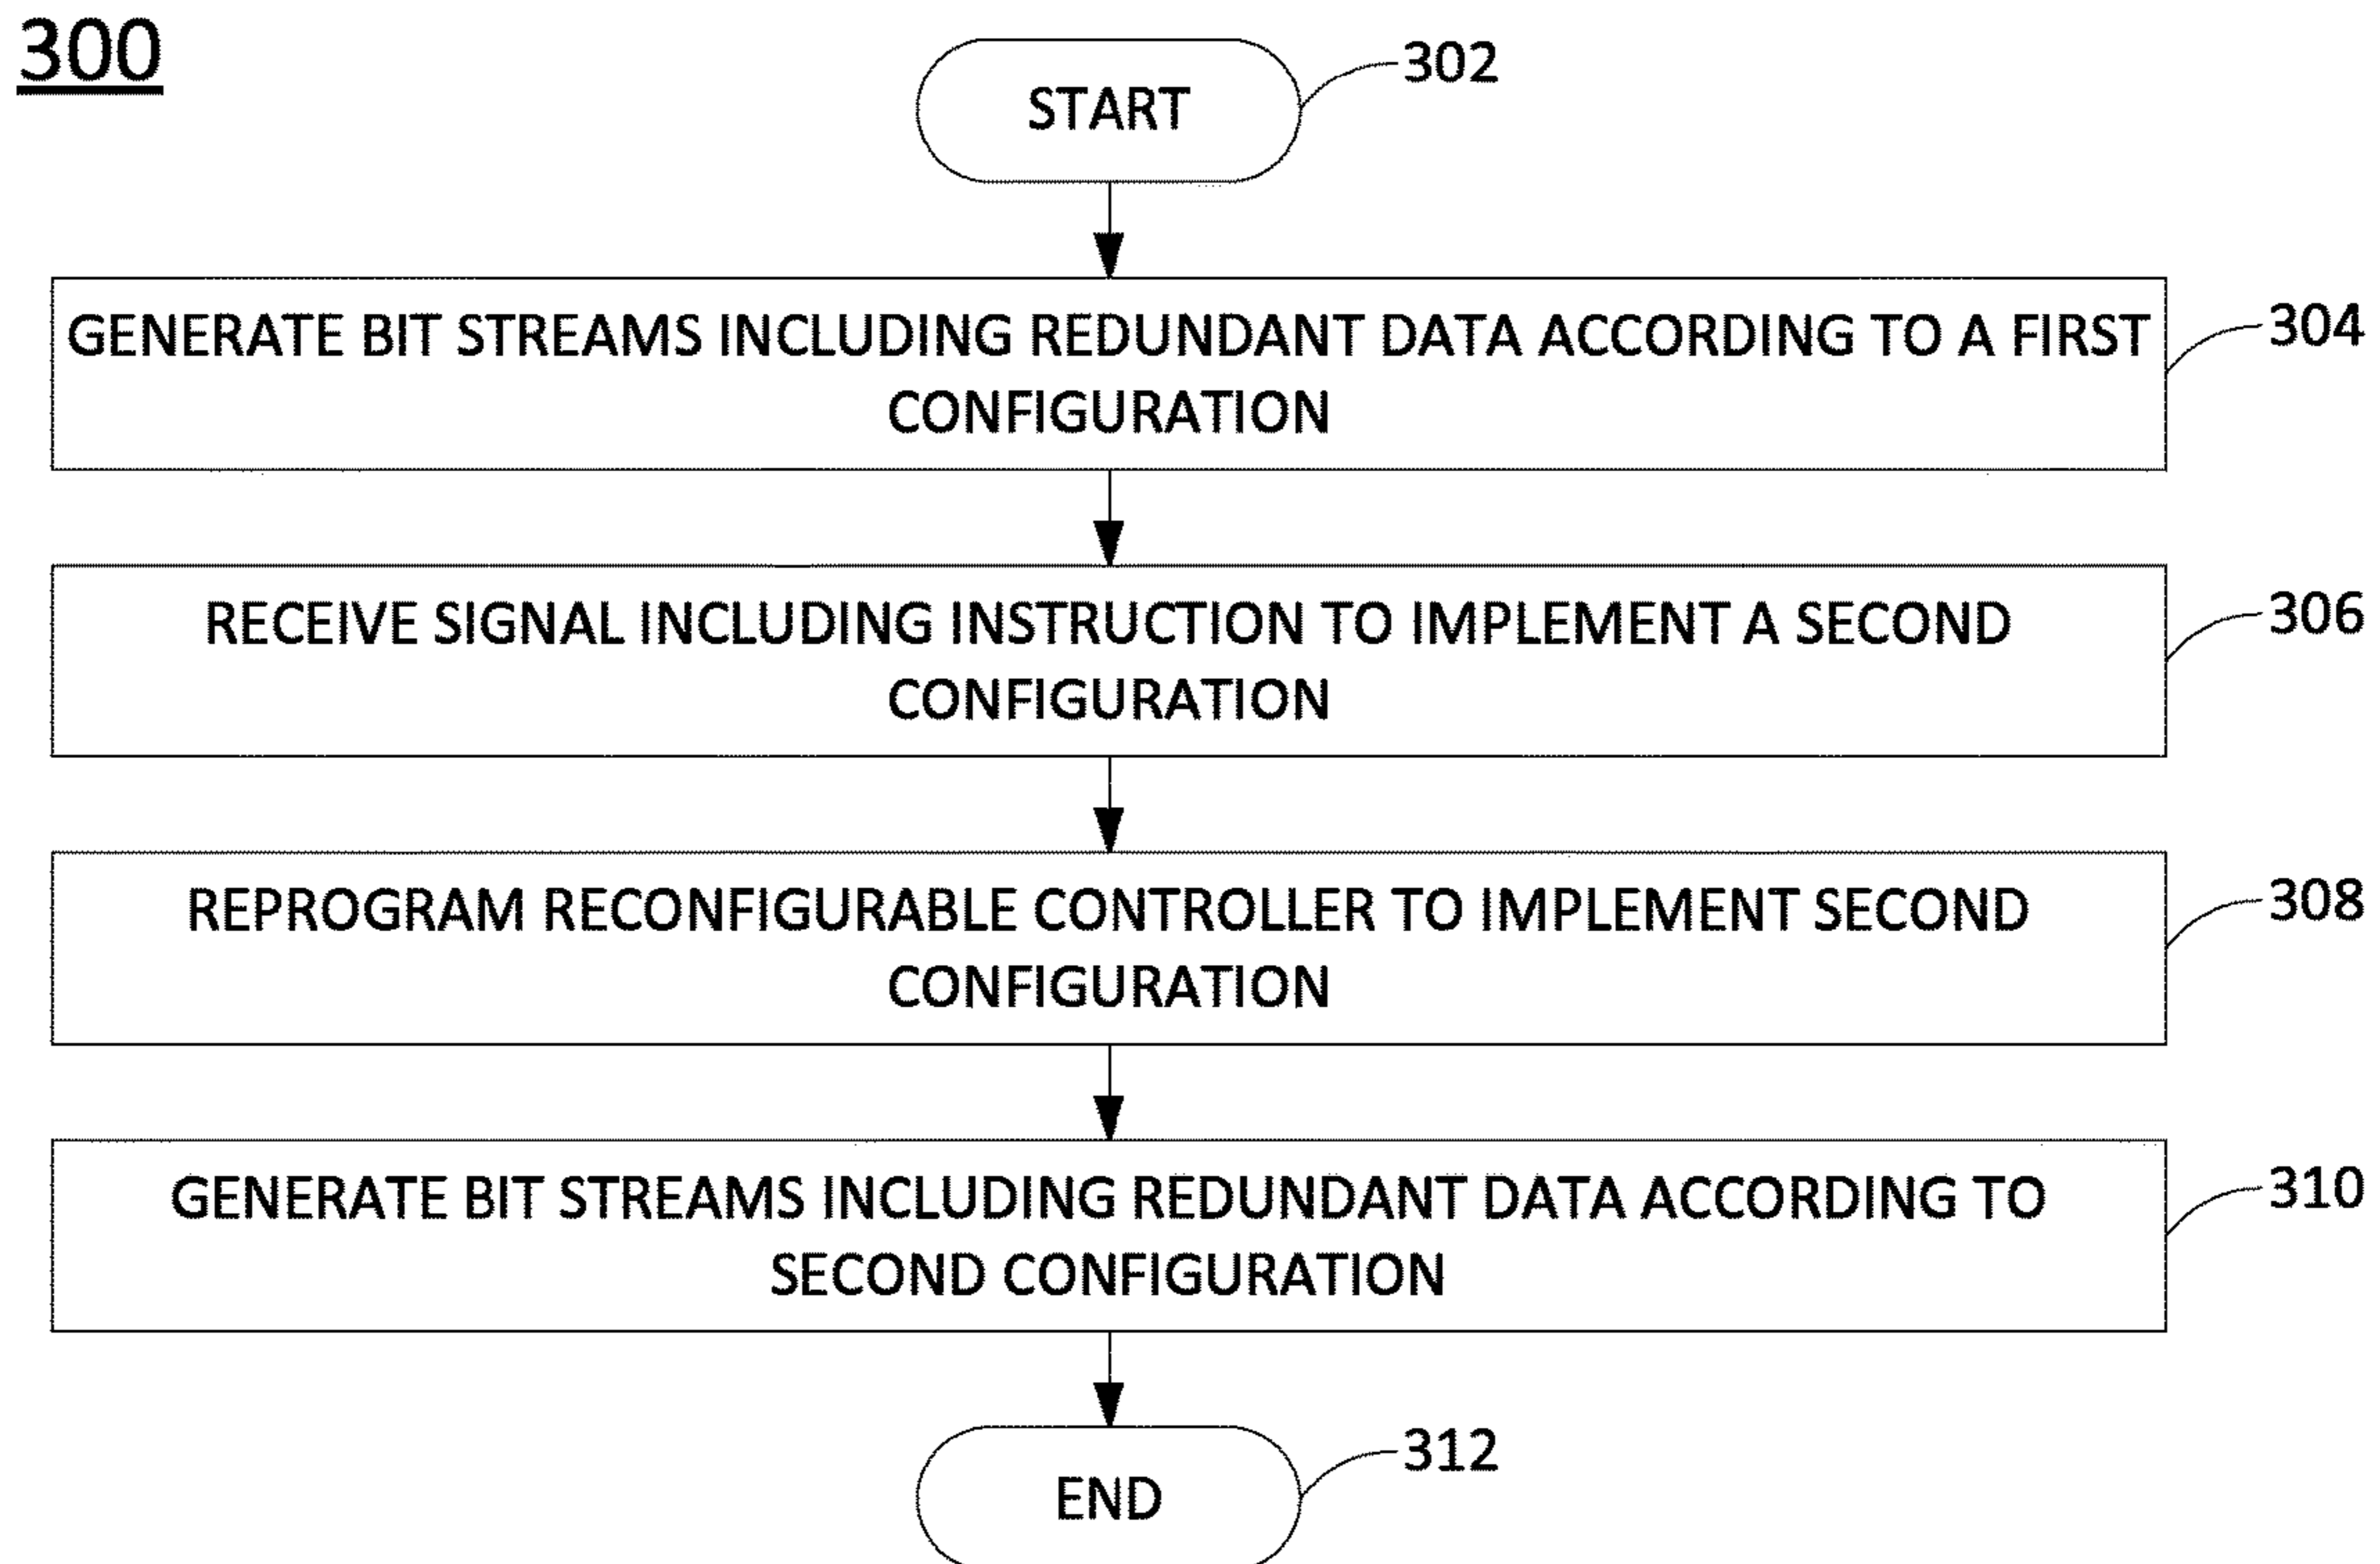 300
START
302
GENERATE BIT STREAMS INCLUDING REDUNDANT DATA ACCORDING TO A FIRST
CONFIGURATION
304
RECEIVE SIGNAL INCLUDING INSTRUCTION TO IMPLEMENT A SECOND
CONFIGURATION
306
REPROGRAM RECONFIGURABLE CONTROLLER TO IMPLEMENT SECOND
CONFIGURATION
308
GENERATE BIT STREAMS INCLUDING REDUNDANT DATA ACCORDING TO
SECOND CONFIGURATION
310
END
312